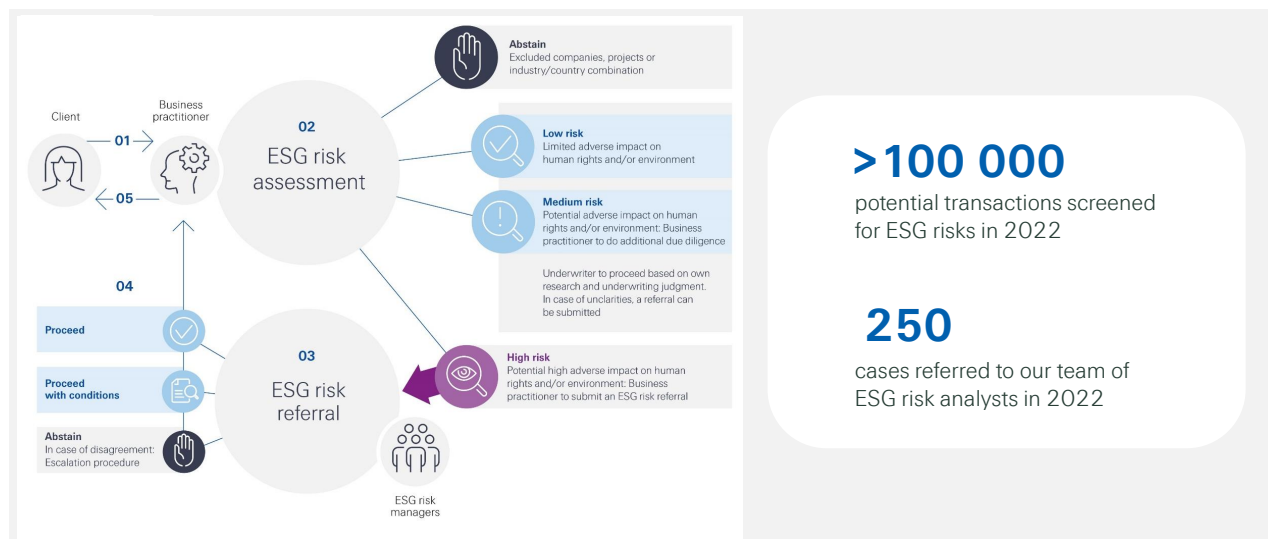 Client
Business
practitioner
01
05
02
ESG risk
assessment
Abstain
Excluded companies, projects or
industry/country combination
Low risk
Limited adverse impact on
human rights and/or environment
Medium risk
Potential adverse impact on human
rights and/or environment: Business
practitioner to do additional due diligence
Underwriter to proceed based on own
research and underwriting judgment.
In case of unclarities, a referral can
be submitted
High risk
Potential high adverse impact on human
rights and/or environment: Business
practitioner to submit an ESG risk referral
03
ESG risk
referral
ESG risk
managers
04
Proceed
Proceed
with conditions
Abstain
In case of disagreement:
Escalation procedure
>100 000
potential transactions screened
for ESG risks in 2022
250
cases referred to our team of
ESG risk analysts in 2022